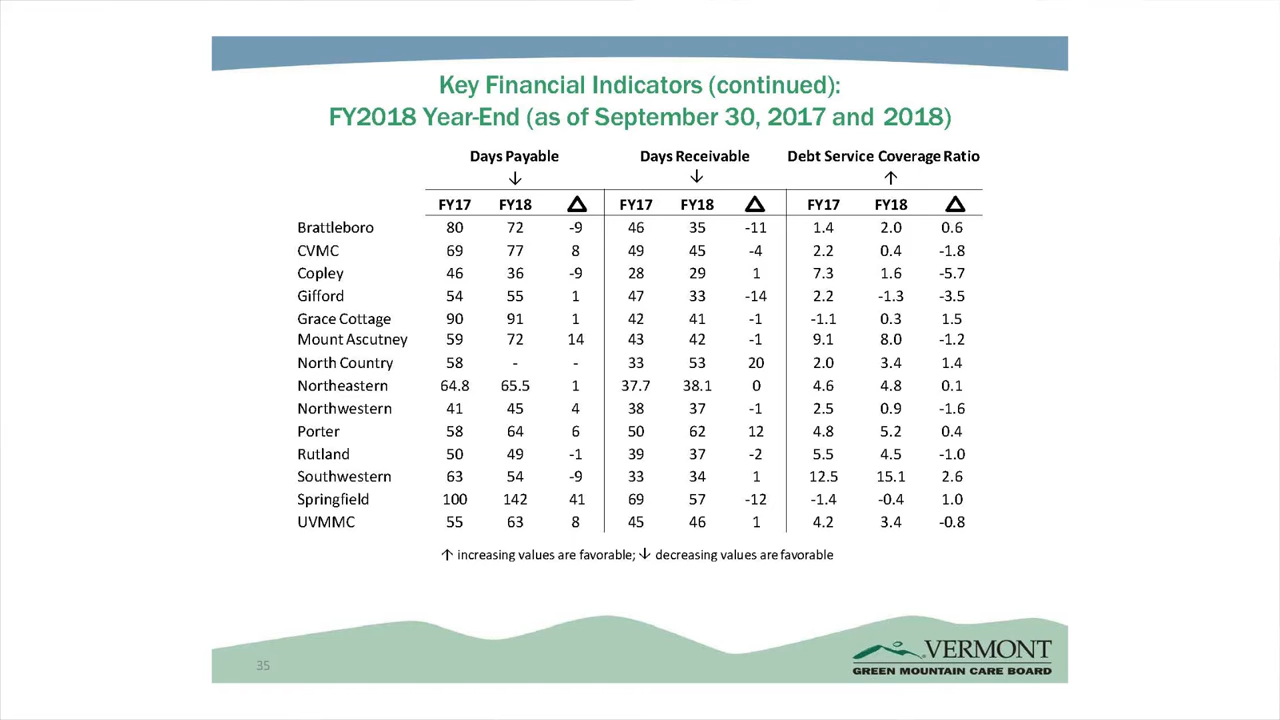 Key Financial Indicators (continued):
FY2018 Year-End (as of September 30, 2017 and 2018)
Days Payable Days Receivable Debt Service Coverage Ratio
↓ ↓ ↑
FY17 FY18 Δ FY17 FY18 Δ FY17 FY18 Δ
Brattleboro 80 72 -9 46 35 -11 1.4 2.0 0.6
CVMC 69 77 8 49 45 -4 2.2 0.4 -1.8
Copley 46 36 -9 28 29 1 7.3 1.6 -5.7
Gifford 54 55 1 47 33 -14 2.2 -1.3 -3.5
Grace Cottage 90 91 1 42 41 -1 -1.1 0.3 1.5
Mount Ascutney 59 72 14 43 42 -1 9.1 8.0 -1.2
North Country 58 - - 33 53 20 2.0 3.4 1.4
Northeastern 64.8 65.5 1 37.7 38.1 0 4.6 4.8 0.1
Northwestern 41 45 4 38 37 -1 2.5 0.9 -1.6
Porter 58 64 6 50 62 12 4.8 5.2 0.4
Rutland 50 49 -1 39 37 -2 5.5 4.5 -1.0
Southwestern 63 54 -9 33 34 1 12.5 15.1 2.6
Springfield 100 142 41 69 57 -12 -1.4 -0.4 1.0
UVMMC 55 63 8 45 46 1 4.2 3.4 -0.8
↑ increasing values are favorable; ↓ decreasing values are favorable
35
VERMONT
GREEN MOUNTAIN CARE BOARD